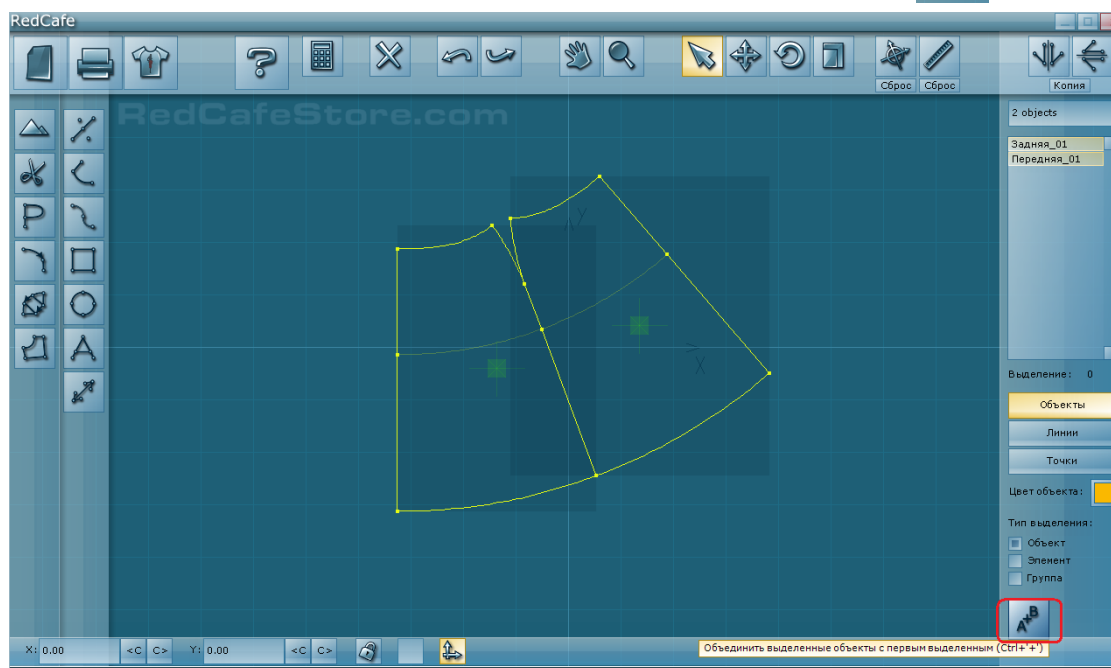 RedCafe
Сброс Сброс
Копия
RedCafeStore.com
2 objects
Задняя_01
Передняя_01
Y
X
Выделение: 0
Объекты
Линии
Точки
Цвет объекта:
Тип выделения:
Объект
Элемент
Группа
A+B
X: 0.00 <C C> Y: 0.00 <C C>
Объединить выделенные объекты с первым выделенным (Ctrl+'+')